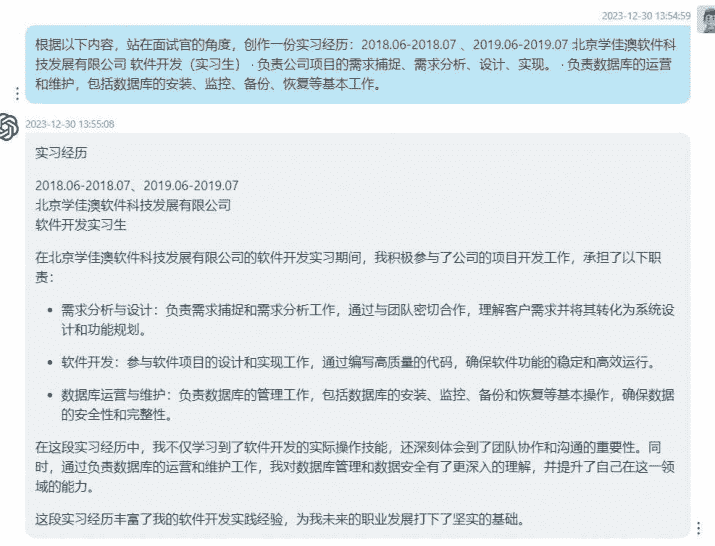 2023-12-30 13:54:59
根据以下内容，站在面试官的角度，创作一份实习经历：2018.06-2018.07 、2019.06-2019.07 北京学佳澳软件科
技发展有限公司 软件开发（实习生） · 负责公司项目的需求捕捉、需求分析、设计、实现。 · 负责数据库的运营
和维护，包括数据库的安装、监控、备份、恢复等基本工作。
2023-12-30 13:55:08
实习经历
2018.06-2018.07、2019.06-2019.07
北京学佳澳软件科技发展有限公司
软件开发实习生
在北京学佳澳软件科技发展有限公司的软件开发实习期间，我积极参与了公司的项目开发工作，承担了以下职
责：
• 需求分析与设计：负责需求捕捉和需求分析工作，通过与团队密切合作，理解客户需求并将其转化为系统设
计和功能规划。
• 软件开发：参与软件项目的设计和实现工作，通过编写高质量的代码，确保软件功能的稳定和高效运行。
• 数据库运营与维护：负责数据库的管理工作，包括数据库的安装、监控、备份和恢复等基本操作，确保数据
的安全性和完整性。
在这段实习经历中，我不仅学习到了软件开发的实际操作技能，还深刻体会到了团队协作和沟通的重要性。同
时，通过负责数据库的运营和维护工作，我对数据库管理和数据安全有了更深入的理解，并提升了自己在这一领
域的能力。
这段实习经历丰富了我的软件开发实践经验，为我未来的职业发展打下了坚实的基础。